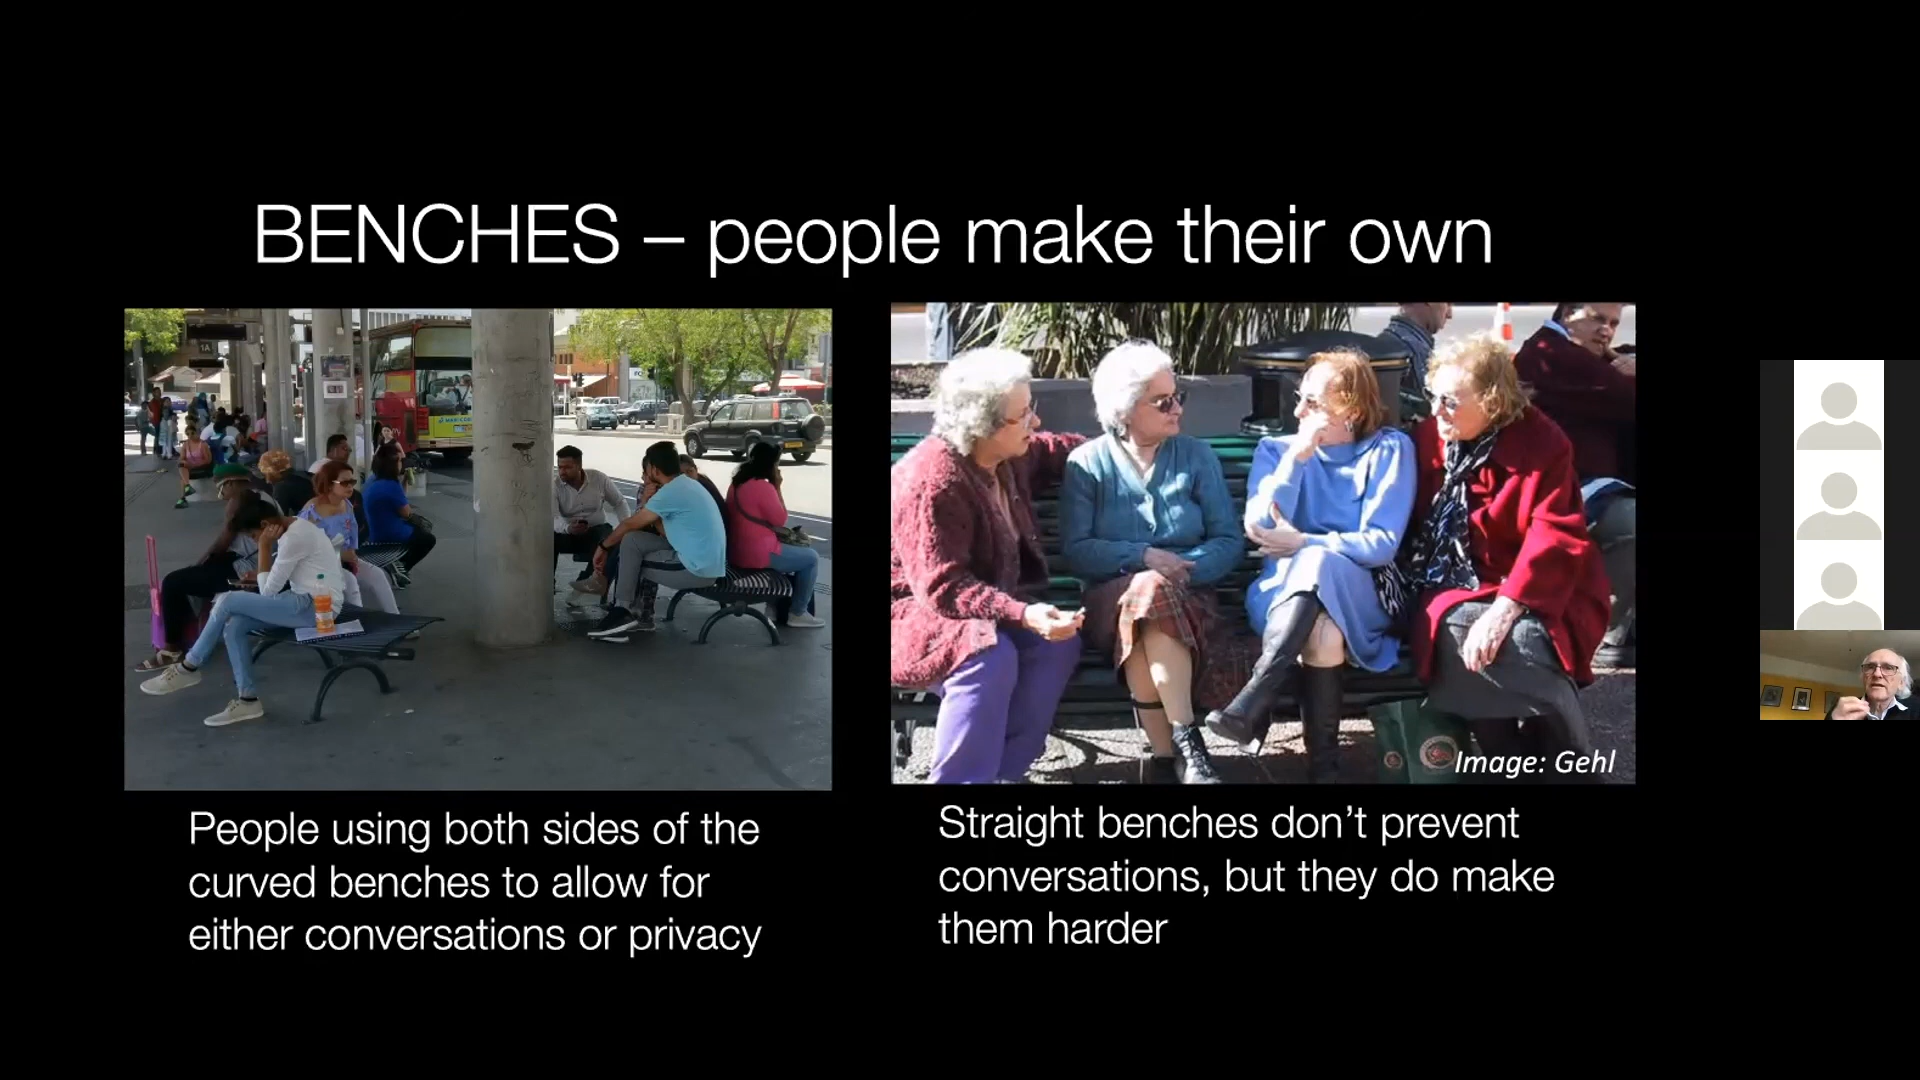 BENCHES – people make their own
1A
Image: Gehl
People using both sides of the
curved benches to allow for
either conversations or privacy
Straight benches don’t prevent
conversations, but they do make
them harder